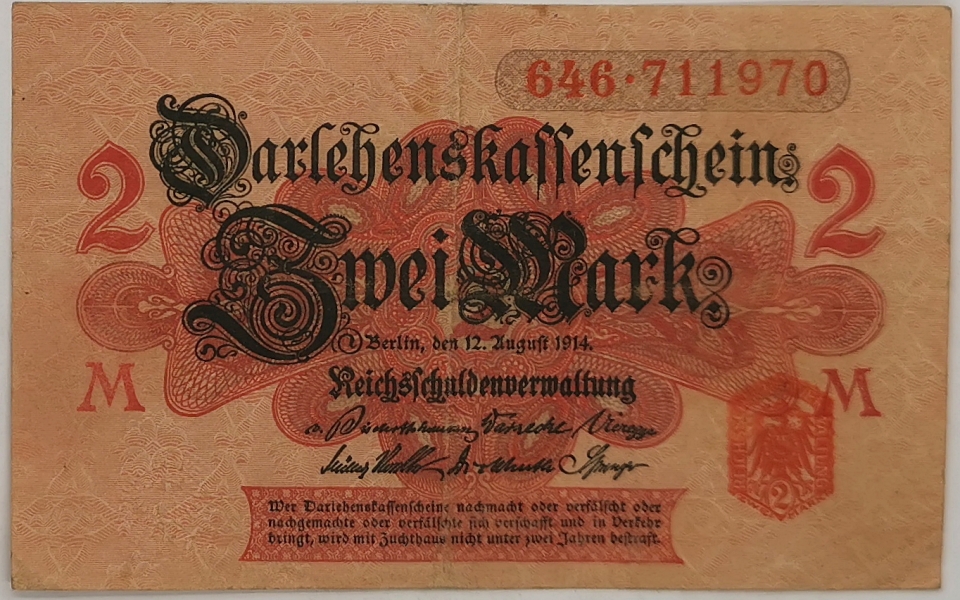 646·711970
Darlehenskassenschein
2 2
Zwei Mark
Berlin, den 12. August 1914.
M M
Reichsschuldenverwaltung
2
Wer Darlehenskassenscheine nachmacht oder verfälscht oder
nachgemachte oder verfälschte sich verschafft und in Verkehr
bringt, wird mit Zuchthaus nicht unter zwei Jahren bestraft.